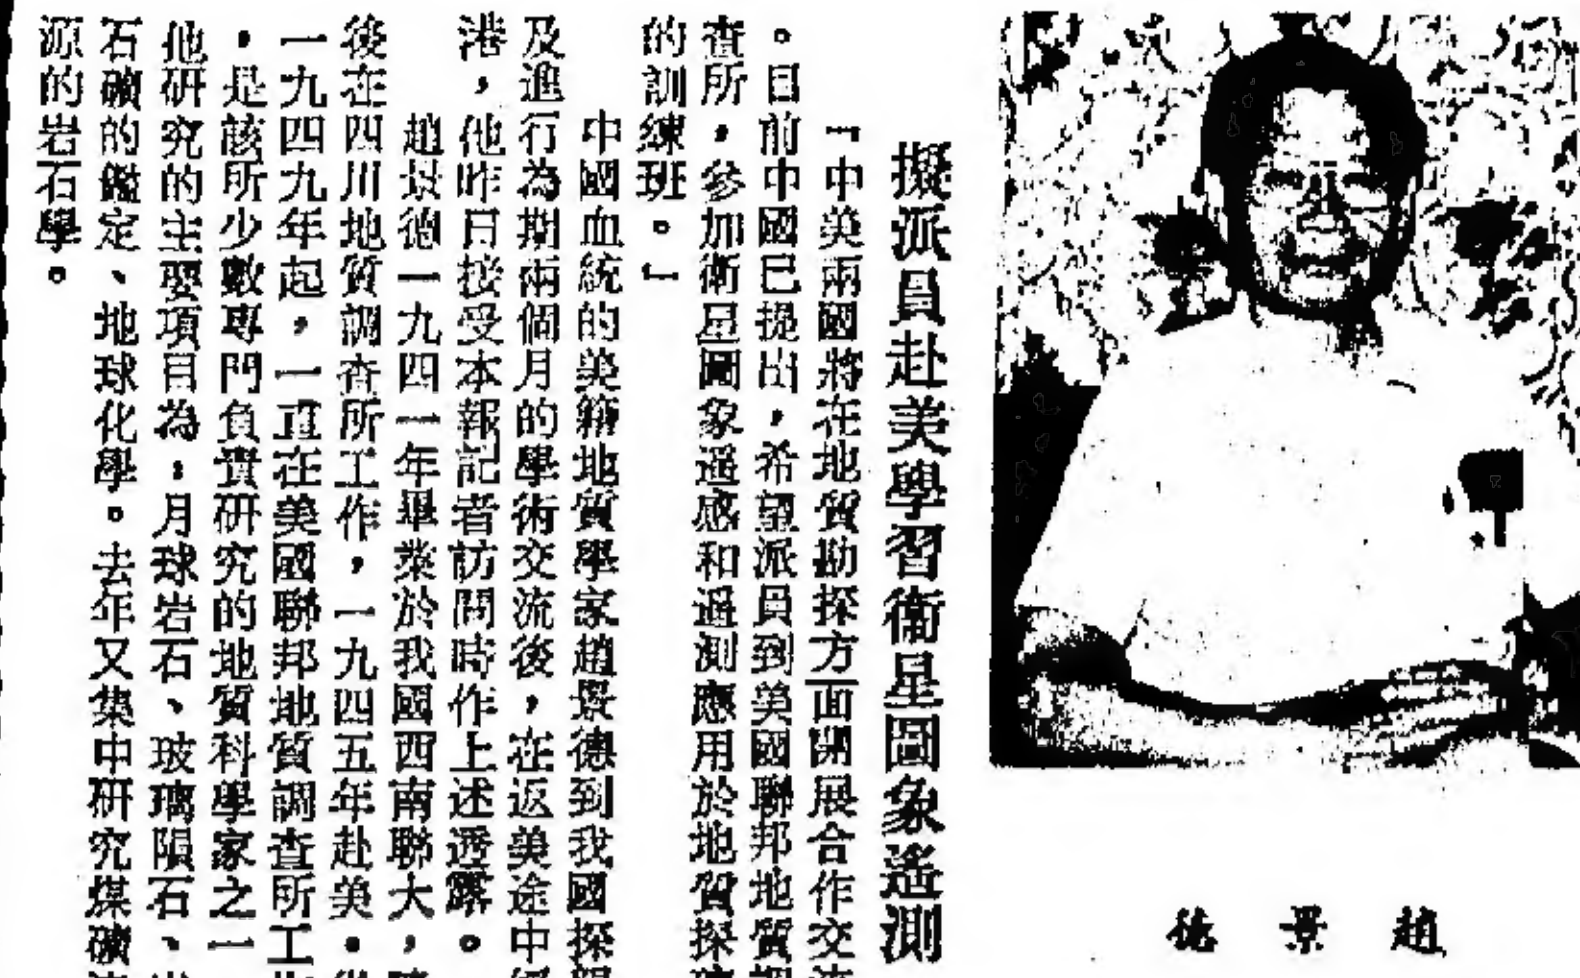 趙景德
擬派員赴美學習衞星圖象遙測
「中美兩國將在地質勘探方面開展合作交流
。目前中國已提出，希望派員到美國聯邦地質調
查所，參加衛星圖象遥感和遥測應用於地質探
的訓練班。」
中國血統的美籍地質學家趙景德到我國探親
及進行為期兩個月的學術交流後，在返美途中經
港，他昨日接受本報記者訪問時作上述透露。
趙景德一九四一年畢業於我國西南聯大，隨
後在四川地質調查所工作，一九四五年赴美。從
一九四九年起，一直在美國聯邦地質調查所工作
，是該所少數專門負責研究的地質科學家之一
他研究的主要項目為：月球岩石、玻璃隕石、
石礦的鑑定、地球化學。去年又集中研究煤礦
源的岩石學。